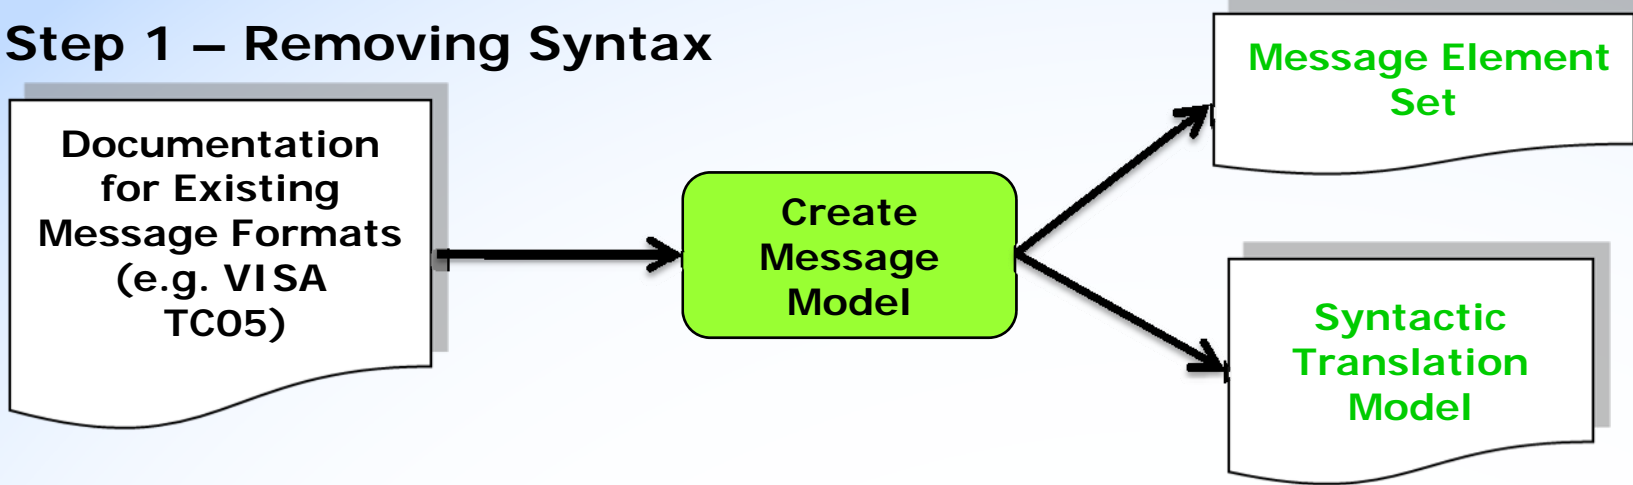 Step 1 – Removing Syntax
Documentation
for Existing
Message Formats
(e.g. VISA
TC05)
Create
Message
Model
Message Element
Set
Syntactic
Translation
Model